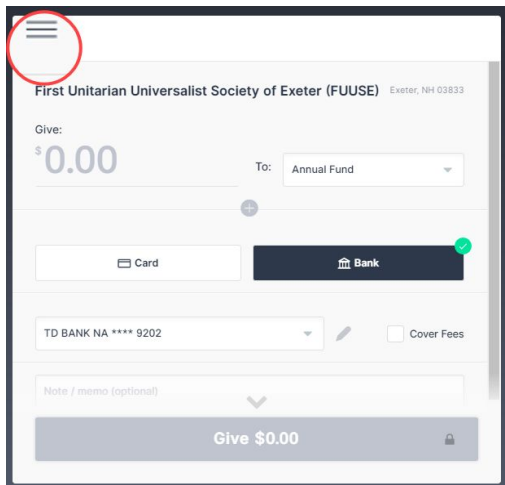 First Unitarian Universalist Society of Exeter (FUUSE) Exeter, NH 03833
Give:
$0.00 To: Annual Fund
Card Bank
TD BANK NA **** 9202 Cover Fees
Note / memo (optional)
Give $0.00